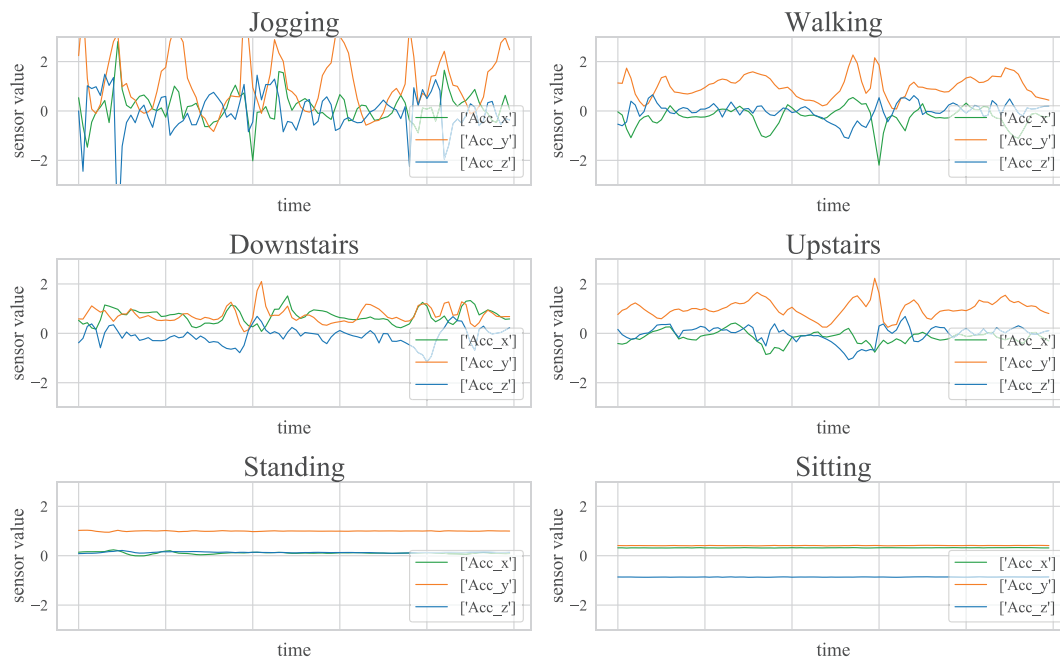 Jogging
sensor value
2
0
−2
['Acc_x']
['Acc_y']
['Acc_z']
time
Walking
sensor value
2
0
−2
['Acc_x']
['Acc_y']
['Acc_z']
time
Downstairs
sensor value
2
0
−2
['Acc_x']
['Acc_y']
['Acc_z']
time
Upstairs
sensor value
2
0
−2
['Acc_x']
['Acc_y']
['Acc_z']
time
Standing
sensor value
2
0
−2
['Acc_x']
['Acc_y']
['Acc_z']
time
Sitting
sensor value
2
0
−2
['Acc_x']
['Acc_y']
['Acc_z']
time